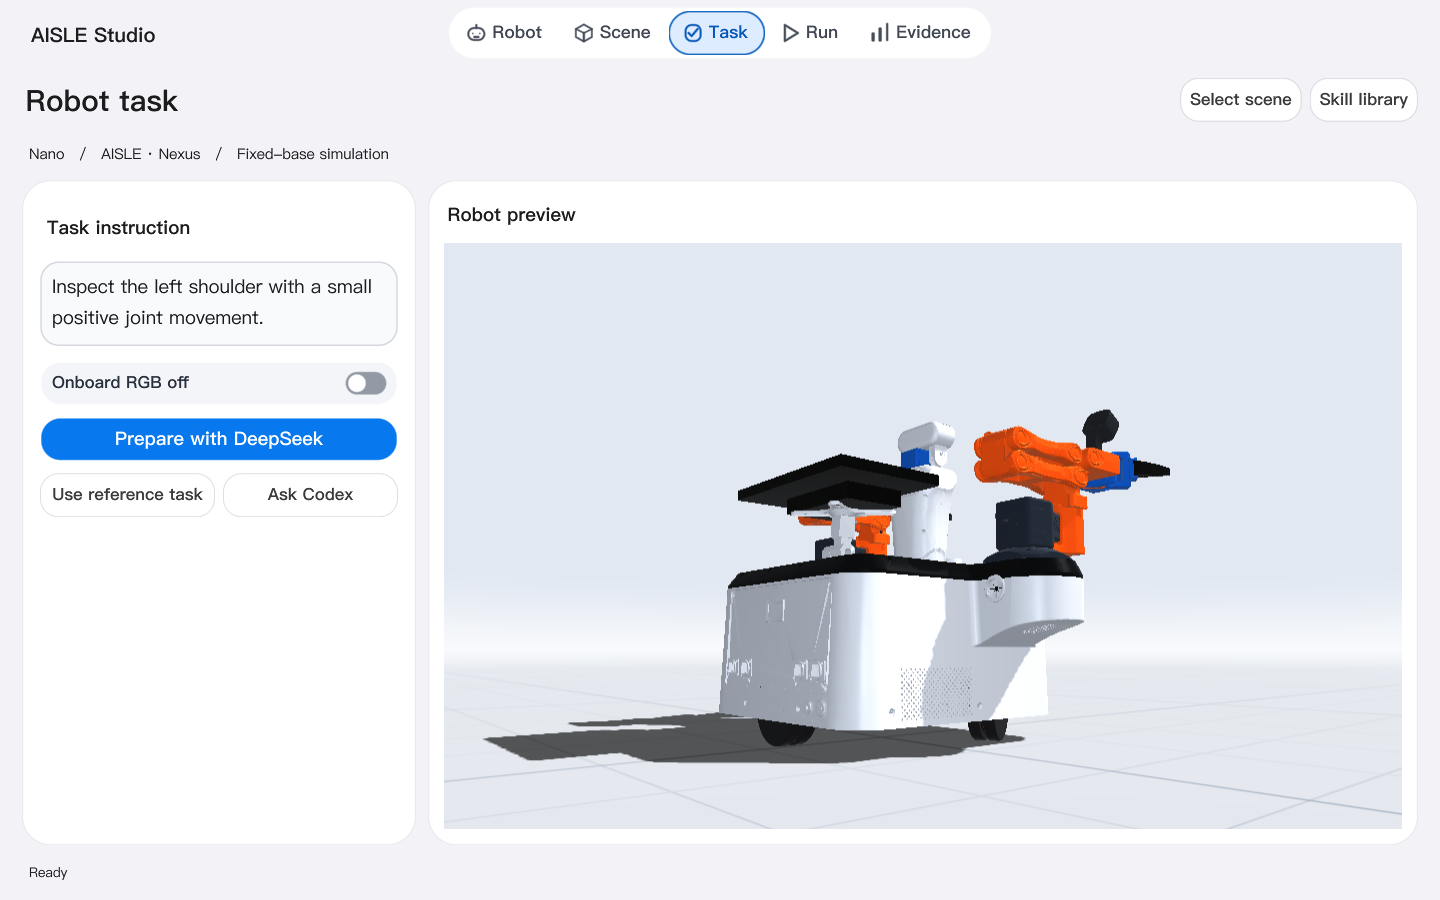 AISLE Studio
Robot
Scene
Task
Run
Evidence
Robot task
Select scene
Skill library
Nano / AISLE · Nexus / Fixed-base simulation
Task instruction
Inspect the left shoulder with a small
positive joint movement.
Onboard RGB off
Prepare with DeepSeek
Use reference task
Ask Codex
Robot preview
Ready